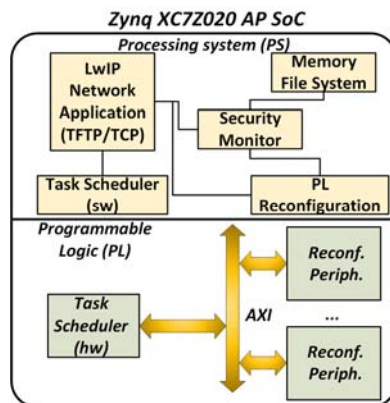 Zynq XC7Z020 AP SoC
Processing system (PS)
LwIP
Network
Application
(TFTP/TCP)
Memory
File System
Security
Monitor
Task Scheduler
(sw)
PL
Reconfiguration
Programmable
Logic (PL)
Task
Scheduler
(hw)
AXI
Reconf.
Periph.
...
Reconf.
Periph.